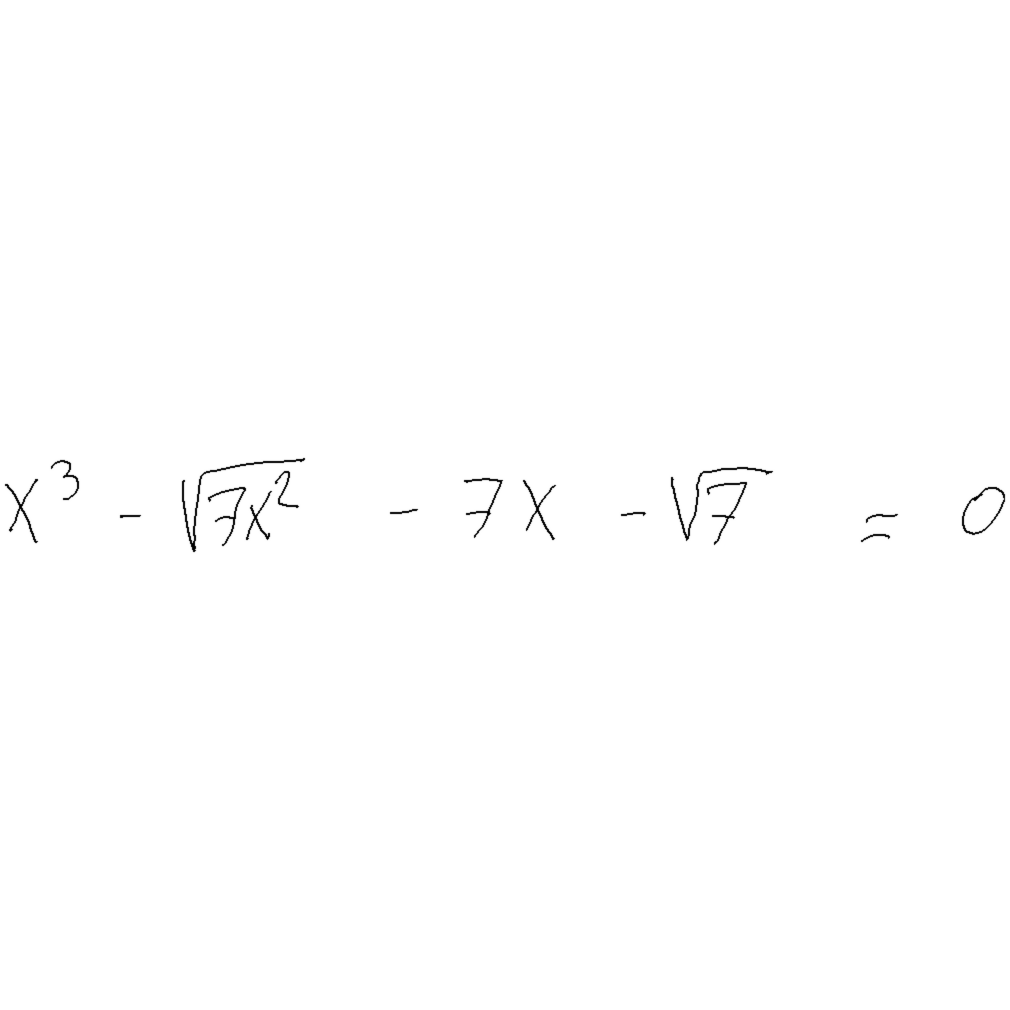 x³ - √(7x²) - 7x - √7 = 0